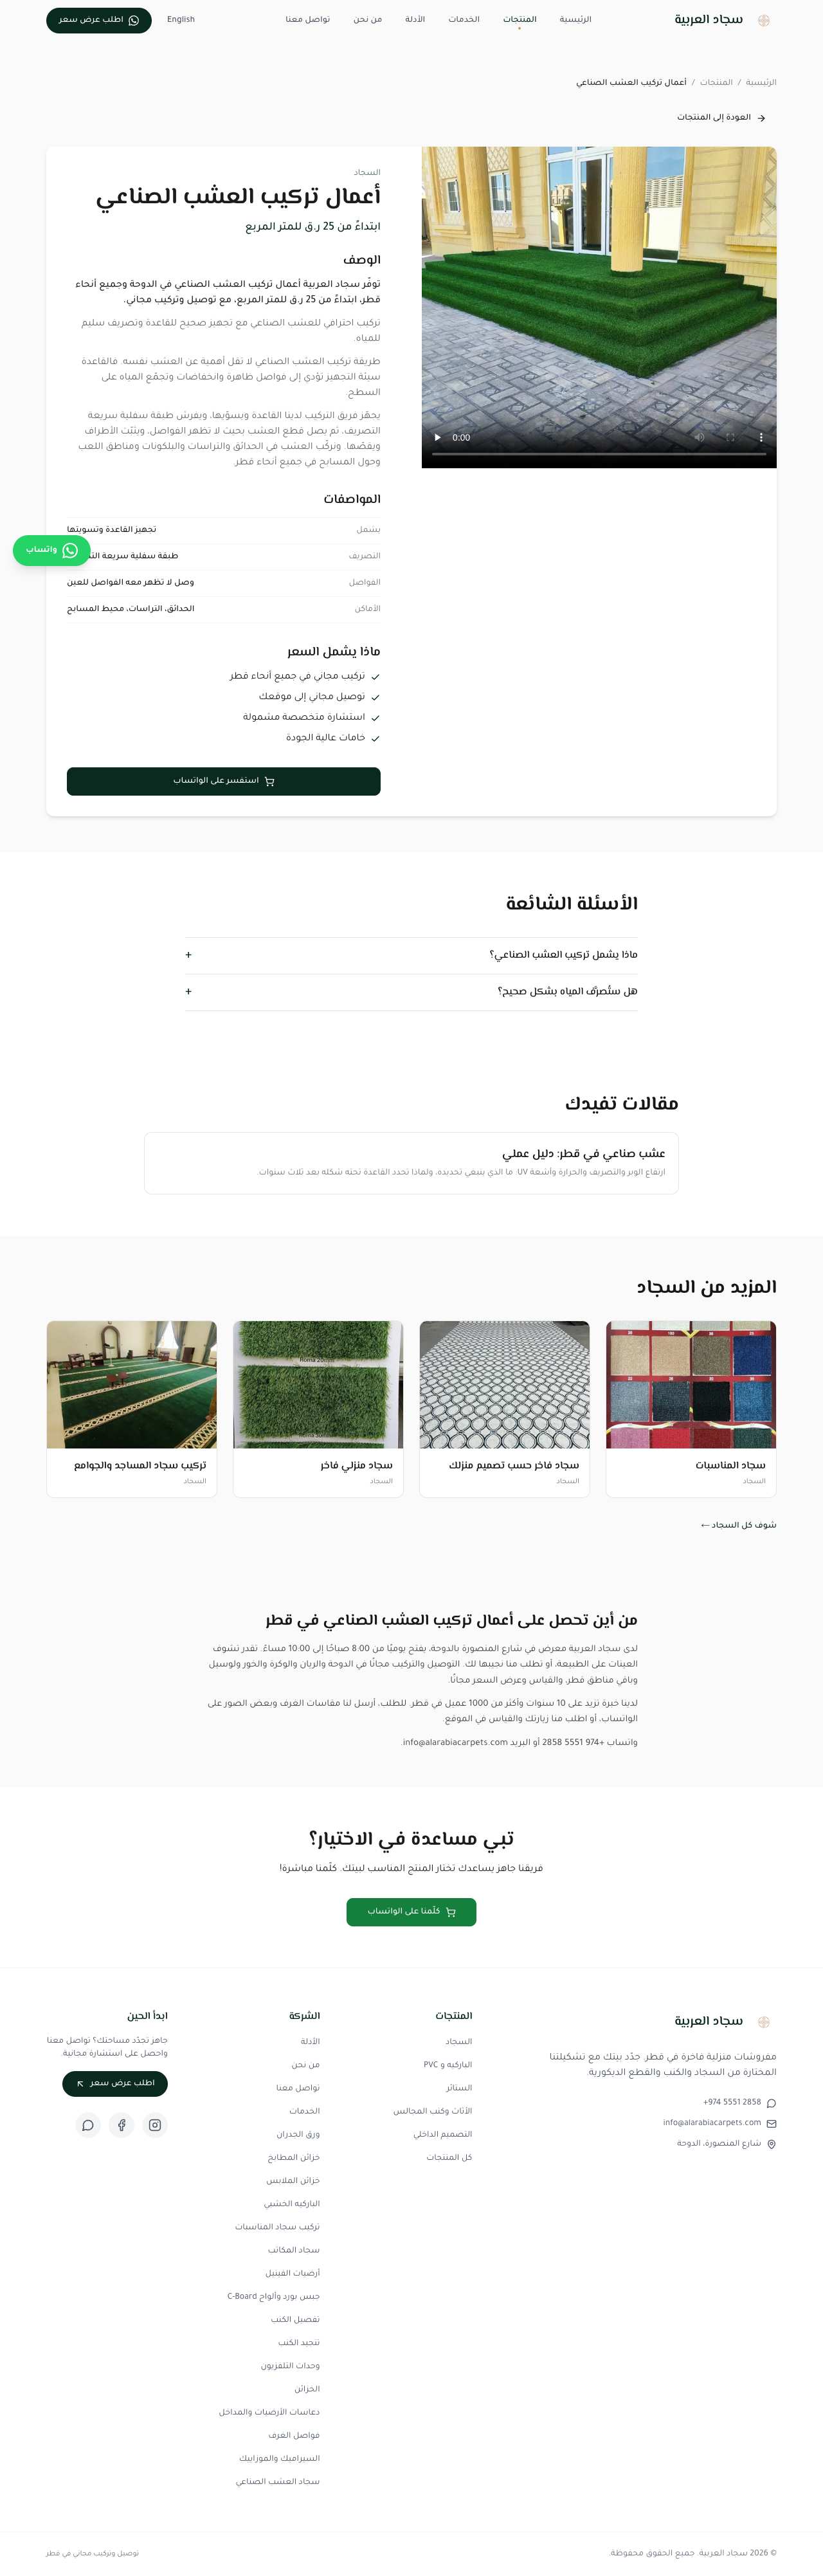 سجاد العربية
الرئيسية
المنتجات
الخدمات
الأدلة
من نحن
تواصل معنا
English
اطلب عرض سعر
الرئيسية / المنتجات / أعمال تركيب العشب الصناعي
العودة إلى المنتجات
السجاد
أعمال تركيب العشب الصناعي
ابتداءً من 25 ر.ق للمتر المربع
الوصف
توفّر سجاد العربية أعمال تركيب العشب الصناعي في الدوحة وجميع أنحاء
قطر، ابتداءً من 25 ر.ق للمتر المربع، مع توصيل وتركيب مجاني.
تركيب احترافي للعشب الصناعي مع تجهيز صحيح للقاعدة وتصريف سليم
للمياه.
طريقة تركيب العشب الصناعي لا تقل أهمية عن العشب نفسه. فالقاعدة
سيئة التجهيز تؤدي إلى فواصل ظاهرة وانخفاضات وتجمّع المياه على
السطح.
يجهّز فريق التركيب لدينا القاعدة ويسوّيها، ويفرش طبقة سفلية سريعة
التصريف، ثم يصل قطع العشب بحيث لا تظهر الفواصل، ويثبّت الأطراف
ويقصّها. ونركّب العشب في الحدائق والتراسات والبلكونات ومناطق اللعب
وحول المسابح في جميع أنحاء قطر.
0:00
المواصفات
يشمل
تجهيز القاعدة وتسويتها
التصريف
طبقة سفلية سريعة
الفواصل
وصل لا تظهر معه الفواصل للعين
الأماكن
الحدائق، التراسات، محيط المسابح
واتساب
ماذا يشمل السعر
تركيب مجاني في جميع أنحاء قطر
توصيل مجاني إلى موقعك
استشارة متخصصة مشمولة
خامات عالية الجودة
استفسر على الواتساب
الأسئلة الشائعة
ماذا يشمل تركيب العشب الصناعي؟
+
هل ستُصرَّف المياه بشكل صحيح؟
+
مقالات تفيدك
عشب صناعي في قطر: دليل عملي
ارتفاع الوبر والتصريف والحرارة وأشعة UV: ما الذي ينبغي تحديده، ولماذا تحدد القاعدة تحته شكله بعد ثلاث سنوات.
المزيد من السجاد
سجاد المناسبات
السجاد
سجاد فاخر حسب تصميم منزلك
السجاد
سجاد منزلي فاخر
السجاد
تركيب سجاد المساجد والجوامع
السجاد
شوف كل السجاد ←
من أين تحصل على أعمال تركيب العشب الصناعي في قطر
لدى سجاد العربية معرض في شارع المنصورة بالدوحة، يفتح يوميًا من 8:00 صباحًا إلى 10:00 مساءً. تقدر تشوف
العينات على الطبيعة، أو تطلب منا نجيبها لك. التوصيل والتركيب مجانًا في الدوحة والريان والوكرة والخور ولوسيل
وباقي مناطق قطر، والقياس وعرض السعر مجانًا.
لدينا خبرة تزيد على 10 سنوات وأكثر من 1000 عميل في قطر. للطلب، أرسل لنا مقاسات الغرف وبعض الصور على
الواتساب، أو اطلب منا زيارتك والقياس في الموقع.
واتساب +974 5551 2858 أو البريد info@alarabiacarpets.com.
تبي مساعدة في الاختيار؟
فريقنا جاهز يساعدك تختار المنتج المناسب لبيتك. كلّمنا مباشرة!
كلّمنا على الواتساب
سجاد العربية
مفروشات منزلية فاخرة في قطر. جدّد بيتك مع تشكيلتنا
المختارة من السجاد والكنب والقطع الديكورية.
+974 5551 2858
info@alarabiacarpets.com
شارع المنصورة، الدوحة
المنتجات
السجاد
الباركيه و PVC
الستائر
الأثاث وكنب المجالس
التصميم الداخلي
كل المنتجات
الشركة
الأدلة
من نحن
تواصل معنا
الخدمات
ورق الجدران
خزائن المطابخ
خزائن الملابس
الباركيه الخشبي
تركيب سجاد المناسبات
سجاد المكاتب
أرضيات الفينيل
جبس بورد وألواح C-Board
تفصيل الكنب
تنجيد الكنب
وحدات التلفزيون
الخزائن
دعاسات الأرضيات والمداخل
فواصل الغرف
السيراميك والموزاييك
سجاد العشب الصناعي
ابدأ الحين
جاهز تجدّد مساحتك؟ تواصل معنا
واحصل على استشارة مجانية.
اطلب عرض سعر
© 2026 سجاد العربية. جميع الحقوق محفوظة.
توصيل وتركيب مجاني في قطر